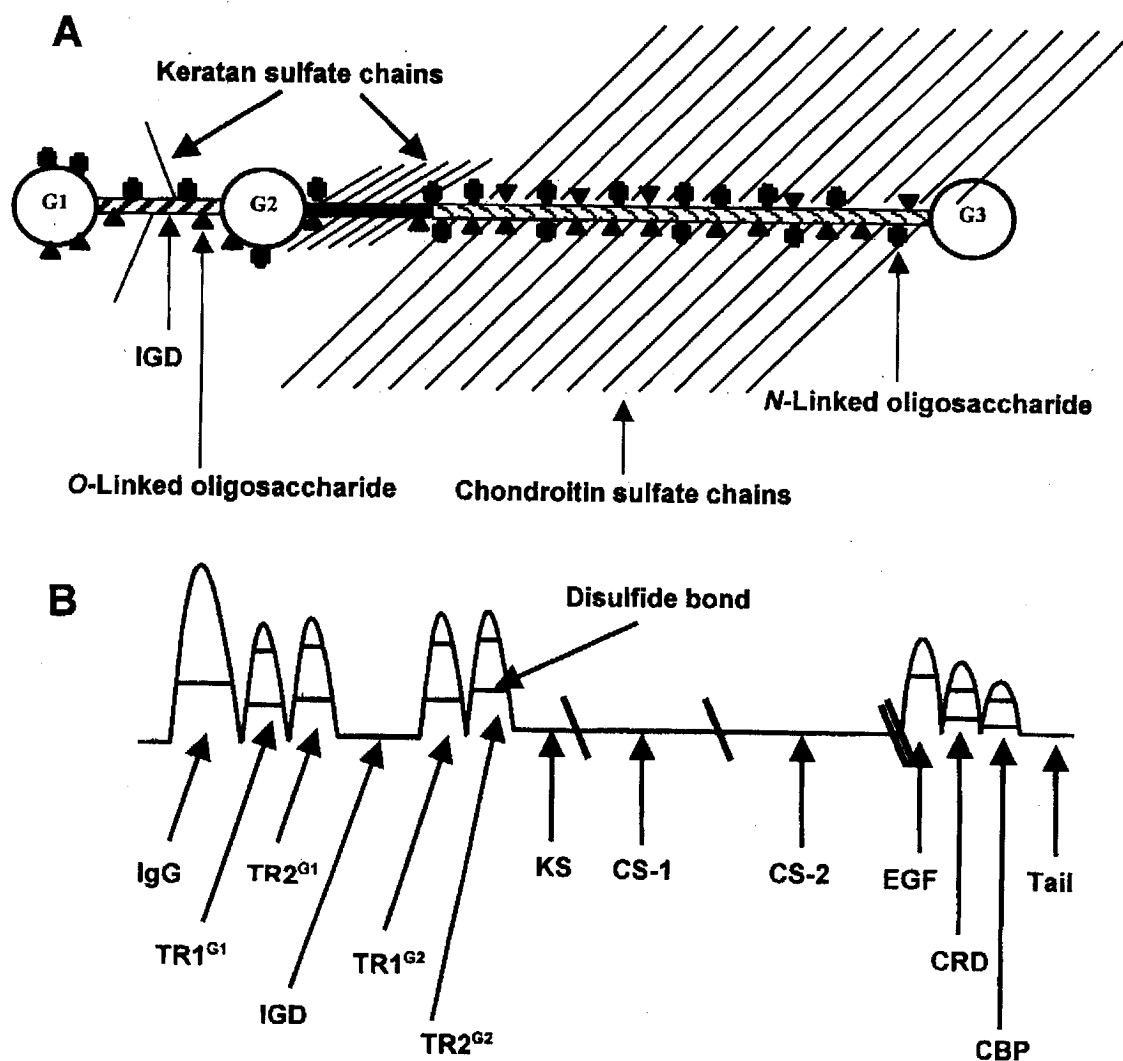 A
Keratan sulfate chains
G1
G2
G3
IGD
N-Linked oligosaccharide
O-Linked oligosaccharide
Chondroitin sulfate chains
B
Disulfide bond
IgG
TR2G1
KS
CS-1
CS-2
EGF
Tail
TR1G1
TR1G2
CRD
IGD
TR2G2
CBP